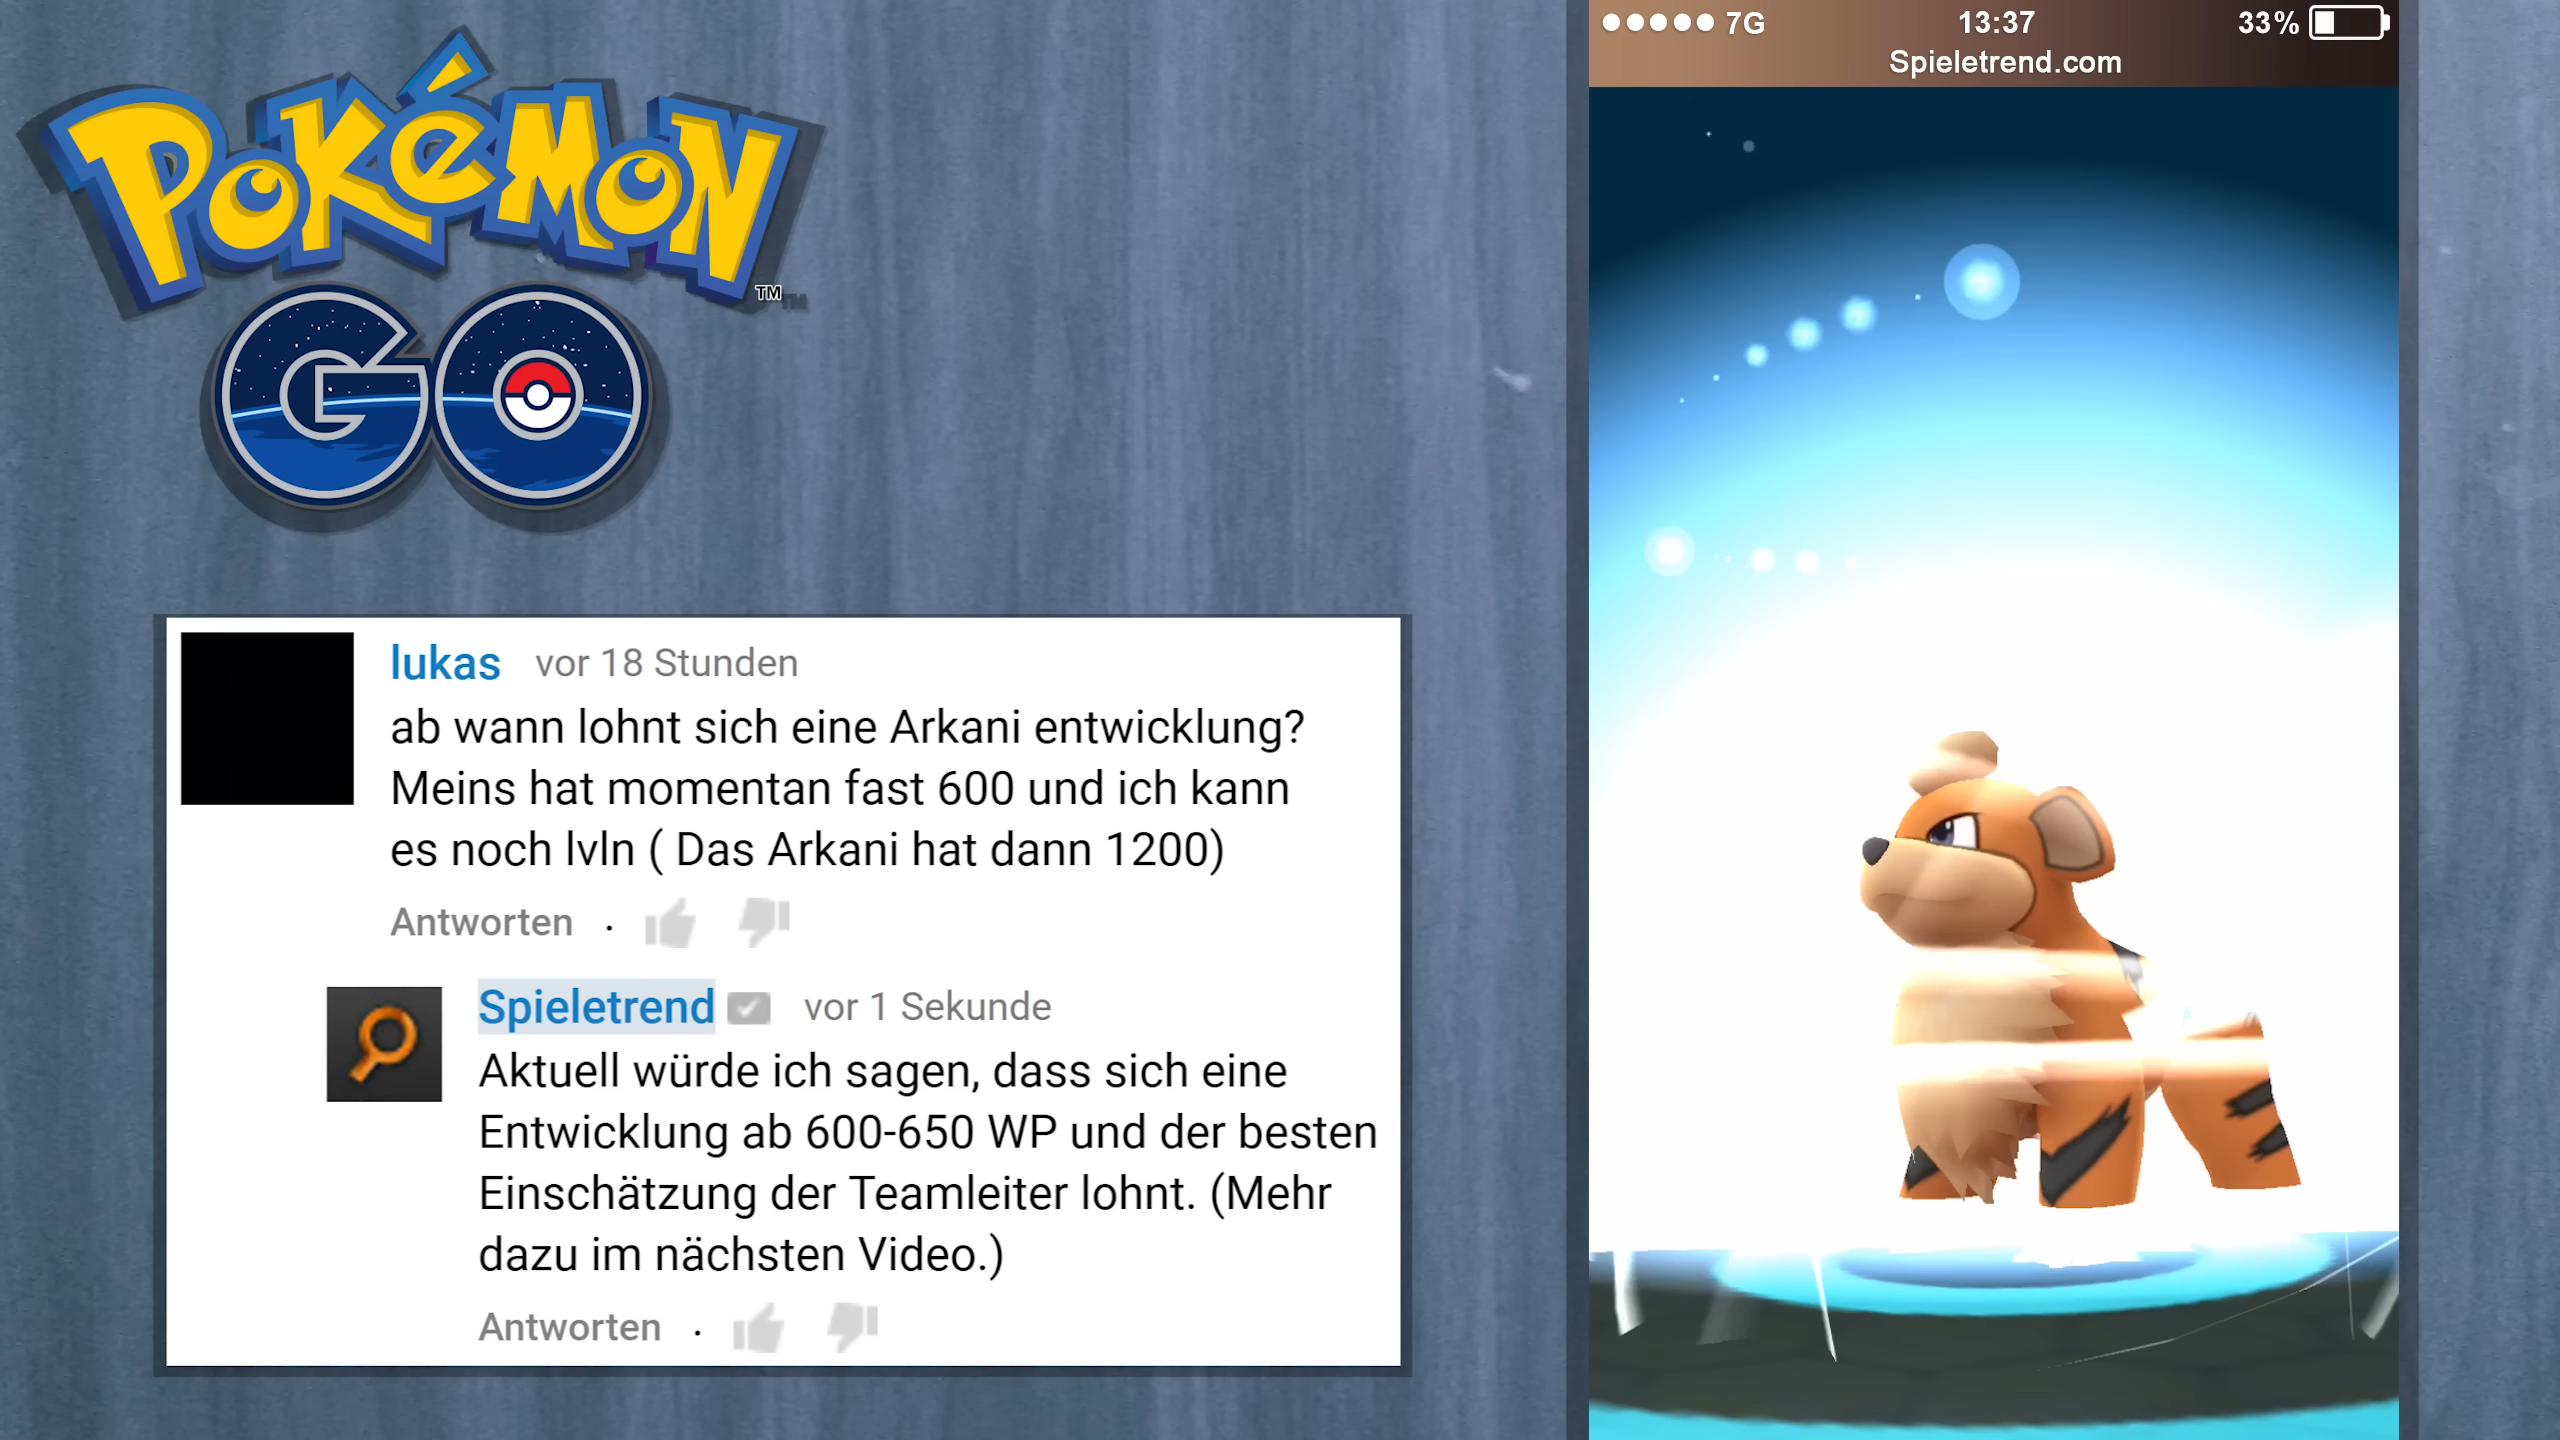 POKéMON
TM
GO
lukas vor 18 Stunden
ab wann lohnt sich eine Arkani entwicklung?
Meins hat momentan fast 600 und ich kann
es noch lvln ( Das Arkani hat dann 1200)
Antworten ·
Spieletrend vor 1 Sekunde
Aktuell würde ich sagen, dass sich eine
Entwicklung ab 600-650 WP und der besten
Einschätzung der Teamleiter lohnt. (Mehr
dazu im nächsten Video.)
Antworten ·
7G 13:37 33%
Spieletrend.com